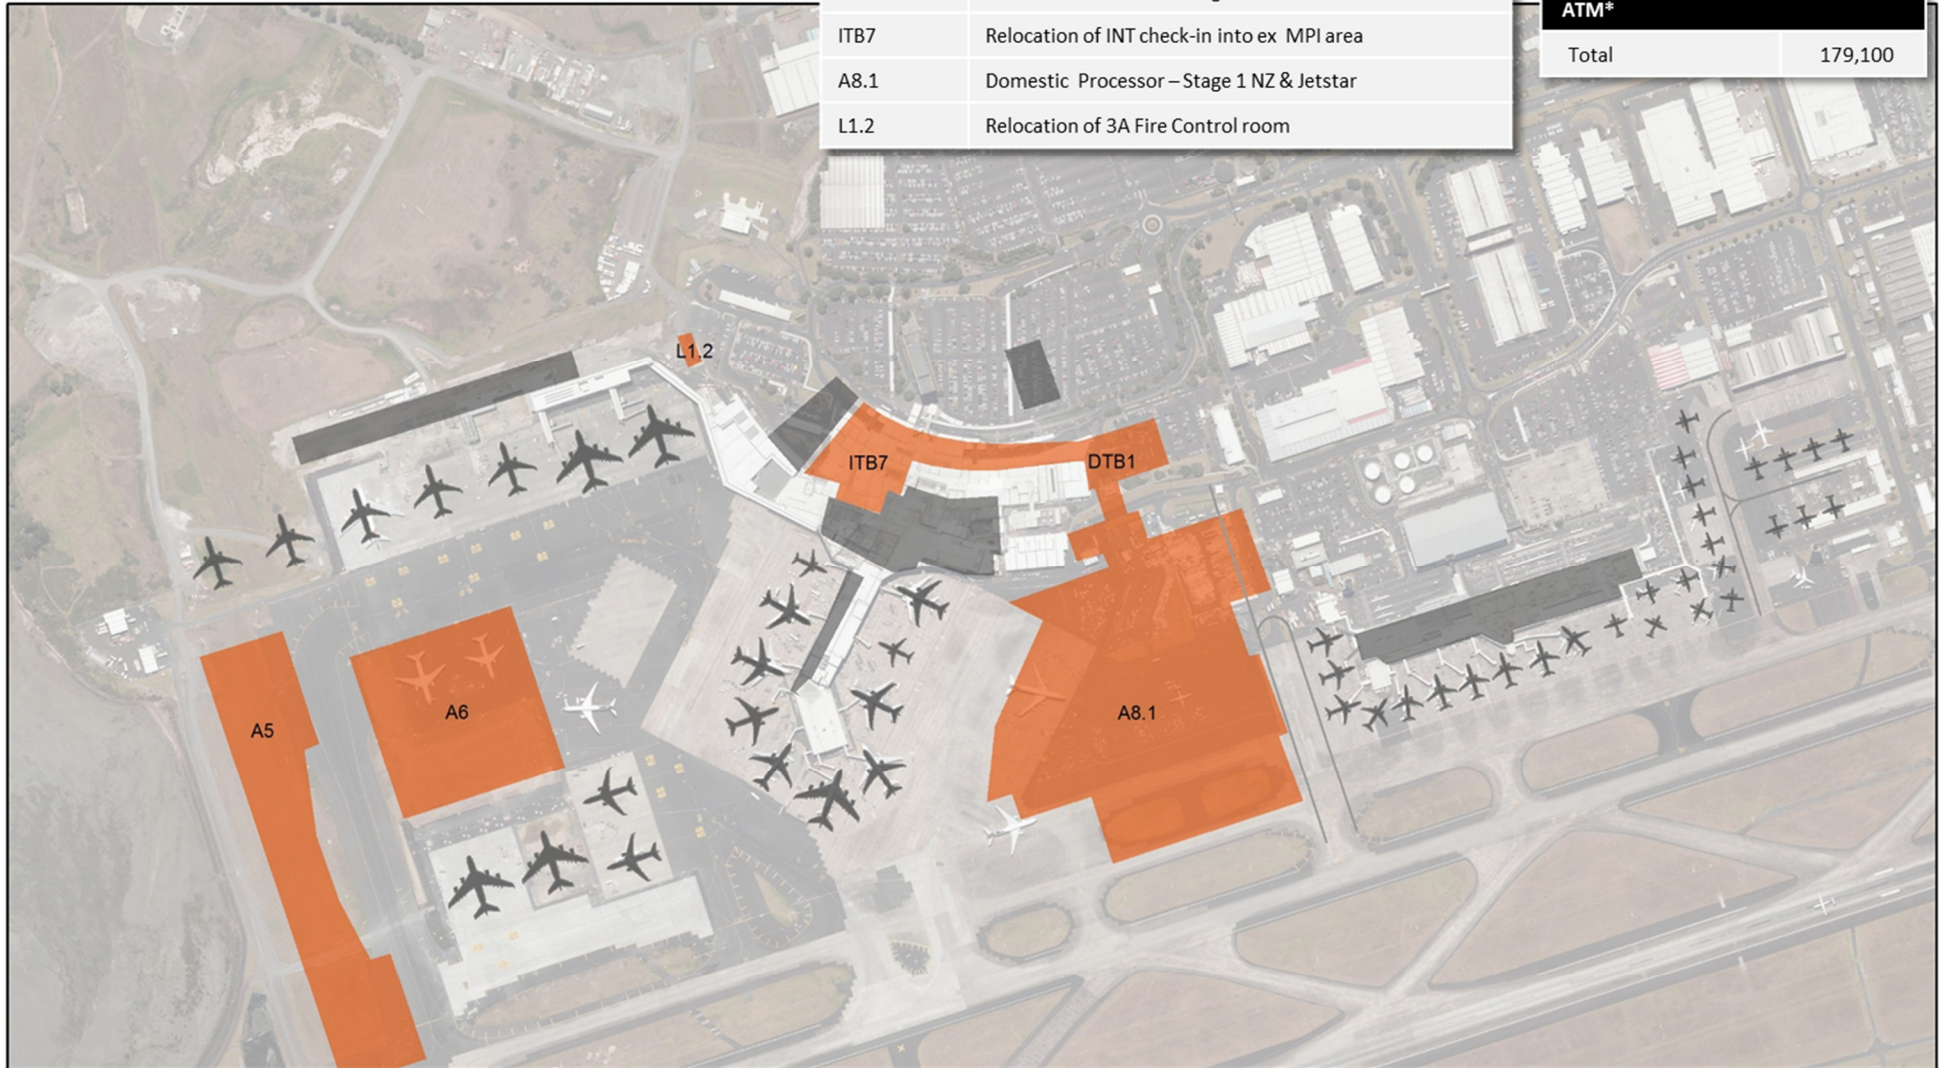 ATM*
ITB7 Relocation of INT check-in into ex MPI area
Total 179,100
A8.1 Domestic Processor – Stage 1 NZ & Jetstar
L1.2 Relocation of 3A Fire Control room
L1.2
ITB7
DTB1
A5
A6
A8.1